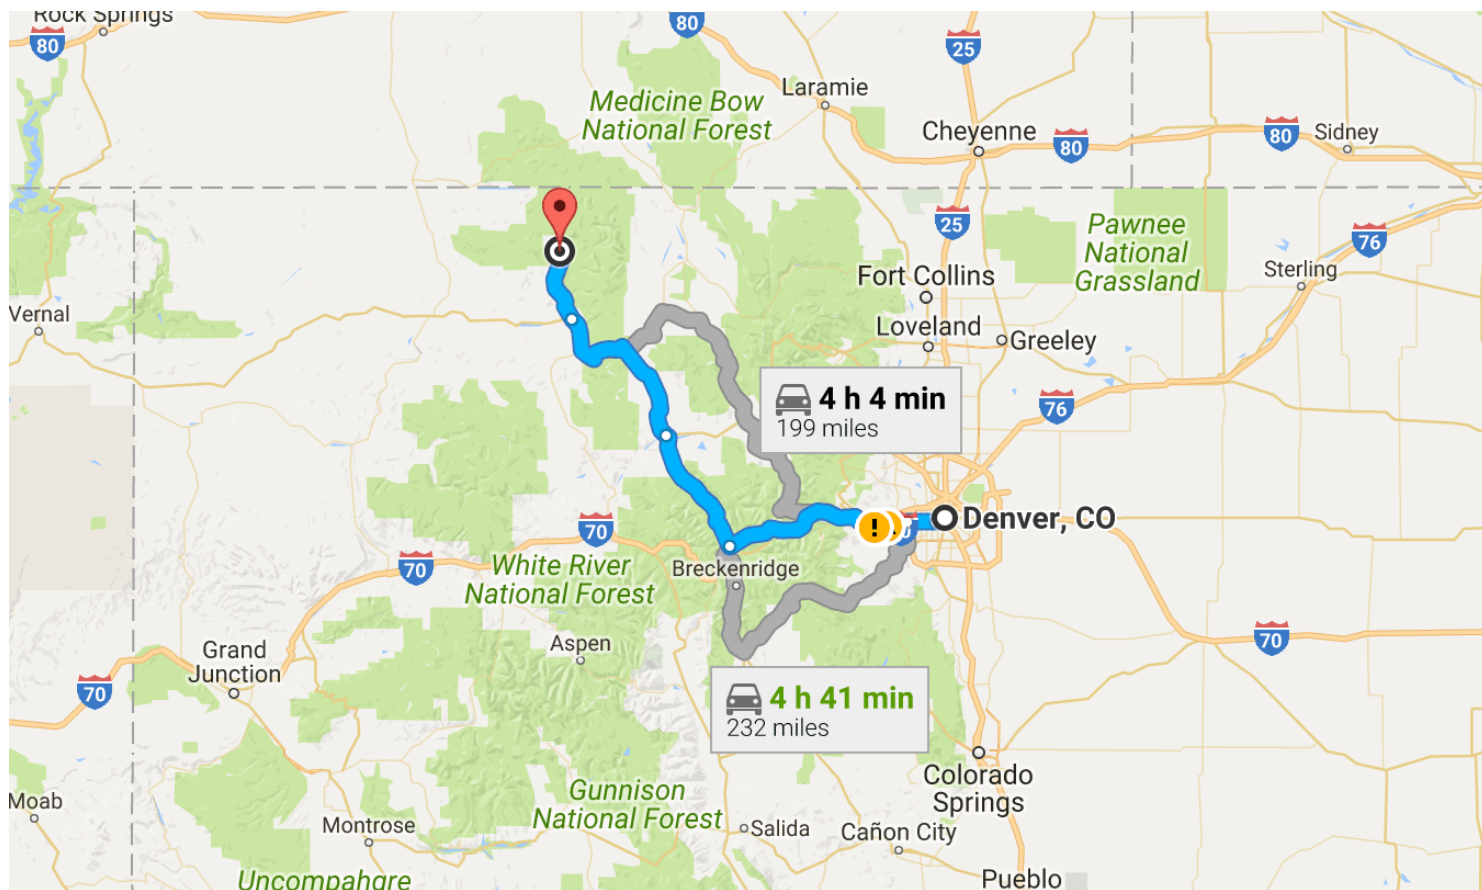 Rock Springs
80
80
25
Laramie
Medicine Bow
National Forest
Cheyenne
80
80
Sidney
25
Pawnee
National
Grassland
76
Sterling
Fort Collins
Vernal
Loveland
Greeley
4 h 4 min
199 miles
76
70
!
Denver, CO
70
White River
National Forest
Breckenridge
70
Aspen
Grand
Junction
70
70
4 h 41 min
232 miles
Colorado
Springs
Gunnison
National Forest
Moab
Montrose
Salida
Cañon City
Pueblo
Uncompahgre